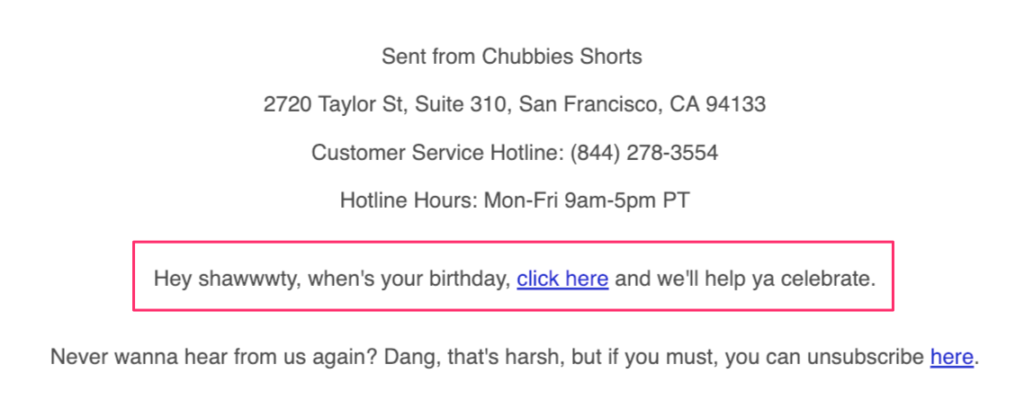 Sent from Chubbies Shorts
2720 Taylor St, Suite 310, San Francisco, CA 94133
Customer Service Hotline: (844) 278-3554
Hotline Hours: Mon-Fri 9am-5pm PT
Hey shawwwty, when's your birthday, click here and we'll help ya celebrate.
Never wanna hear from us again? Dang, that's harsh, but if you must, you can unsubscribe here.